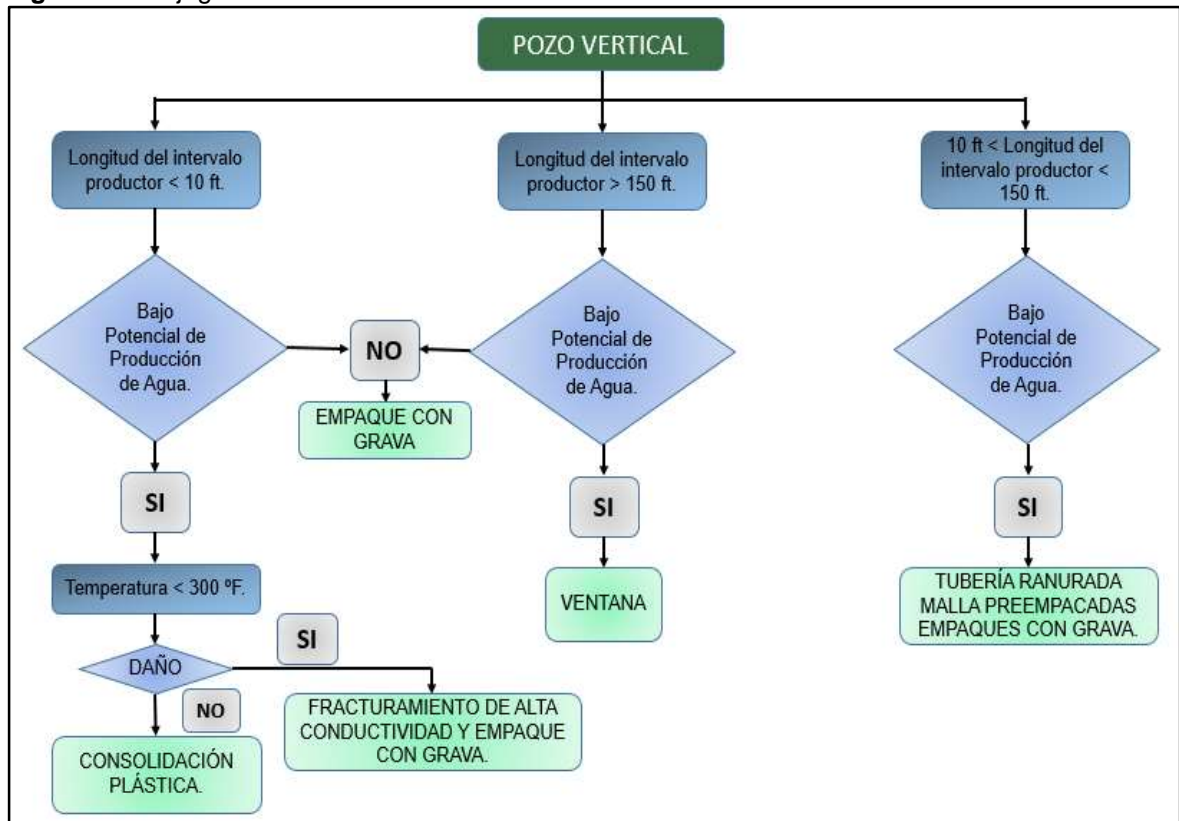 POZO VERTICAL
Longitud del intervalo
productor < 10 ft.
Longitud del intervalo
productor > 150 ft.
10 ft < Longitud del
intervalo productor <
150 ft.
Bajo
Potencial de
Producción
de Agua.
NO
Bajo
Potencial de
Producción
de Agua.
Bajo
Potencial de
Producción
de Agua.
EMPAQUE CON
GRAVA
SI
SI
SI
Temperatura < 300 ºF.
VENTANA
TUBERÍA RANURADA
MALLA PREEMPACADAS
EMPAQUES CON GRAVA.
SI
DAÑO
NO
FRACTURAMIENTO DE ALTA
CONDUCTIVIDAD Y EMPAQUE
CON GRAVA.
CONSOLIDACIÓN
PLÁSTICA.